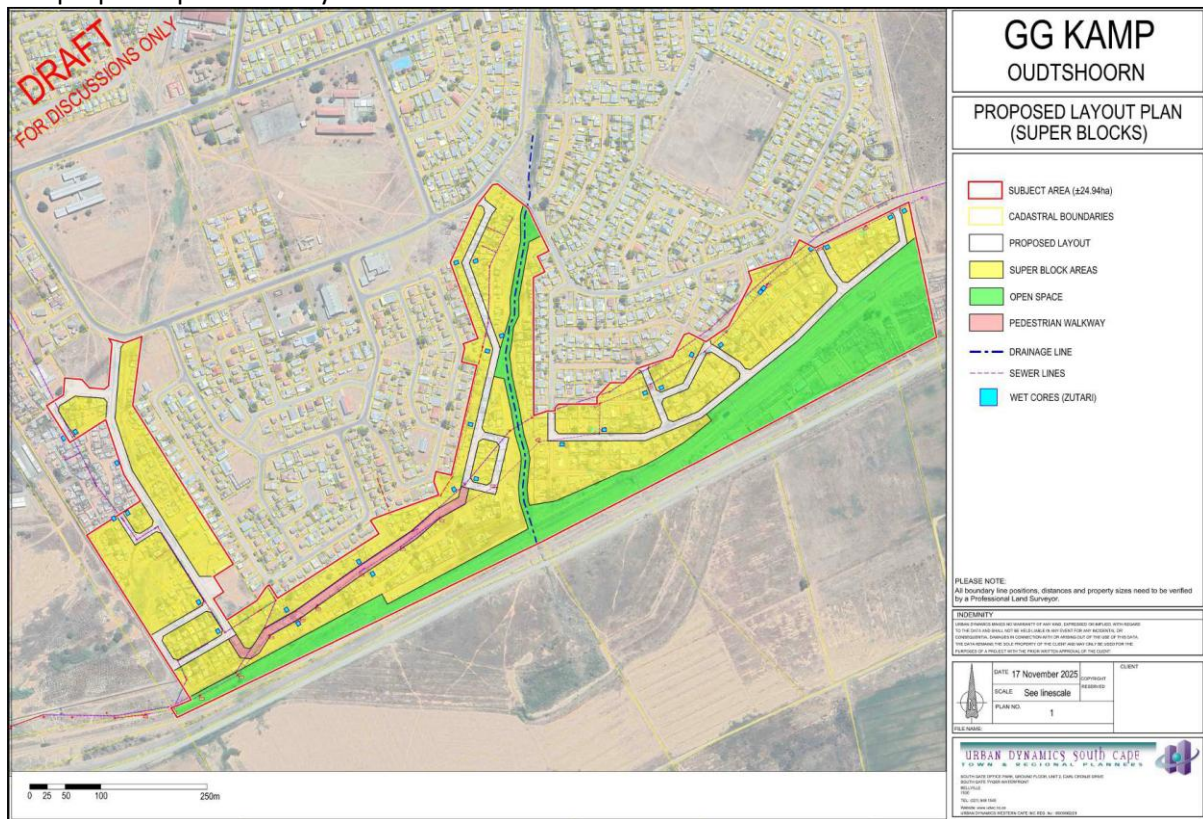 DRAFT
FOR DISCUSSIONS ONLY
GG KAMP
OUDTSHOORN
PROPOSED LAYOUT PLAN
(SUPER BLOCKS)
SUBJECT AREA (±24.94ha)
CADASTRAL BOUNDARIES
PROPOSED LAYOUT
SUPER BLOCK AREAS
OPEN SPACE
PEDESTRIAN WALKWAY
DRAINAGE LINE
SEWER LINES
WET CORES (ZUTARI)
PLEASE NOTE:
All boundary line positions, distances and property sizes need to be verified
by a Professional Land Surveyor.
INDEMNITY
DATE 17 November 2025
COPYRIGHT
RESERVED
CLIENT
SCALE See linescale
PLAN NO. 1
FILE NAME:
URBAN DYNAMICS SOUTH CAPE
TOWN & REGIONAL PLANNERS
0 25 50 100 250m